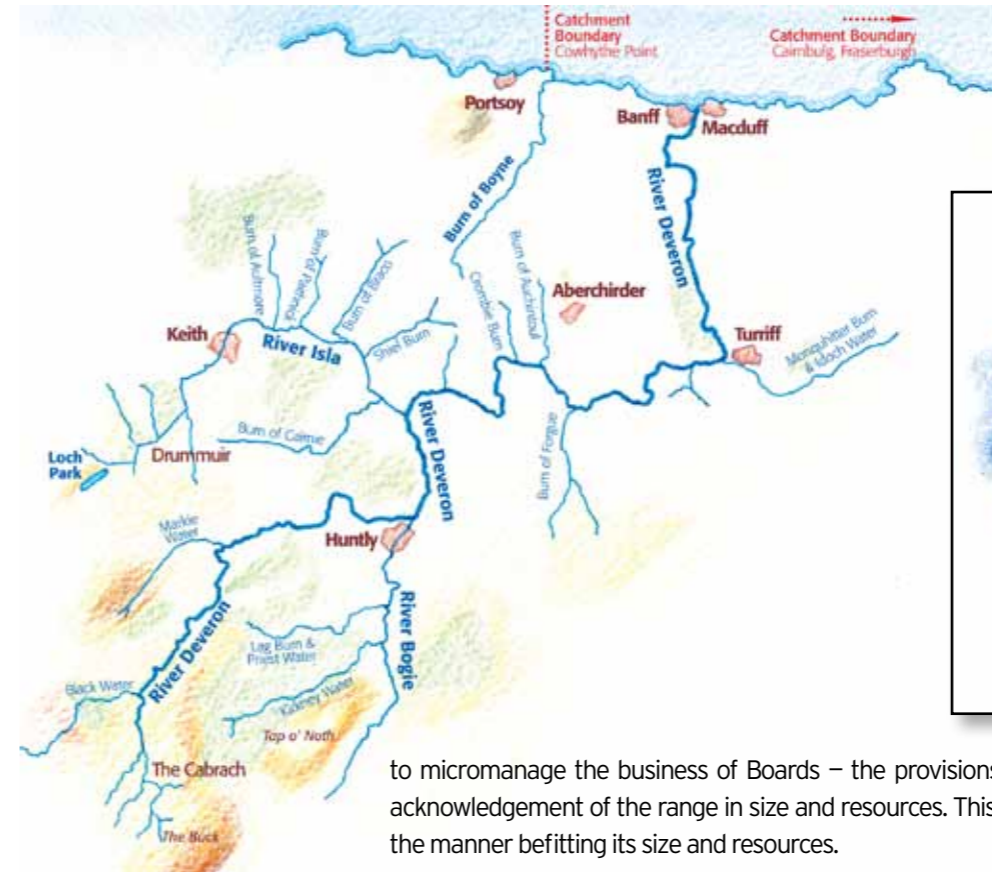 Catchment
Boundary
Cowhythe Point
Catchment Boundary
Cairnbulg, Fraserburgh
Portsoy
Banff
Macduff
Burn of Boyne
River Deveron
Burn of Aultmore
Burn of Braco
Burn of Auchintoul
Crombie Burn
Aberchirder
Keith
River Isla
Shiel Burn
Turriff
Monquhitter Burn
& Idoch Water
Burn of Cairnie
River Deveron
Burn of Forgue
Loch
Park
Drummuir
Markie
Water
Huntly
River Deveron
River Bogie
Lag Burn &
Priest Water
Kirkney Water
Black Water
Tap o' Noth
The Cabrach
The Buck
to micromanage the business of Boards – the provisions
acknowledgement of the range in size and resources. This
the manner befitting its size and resources.